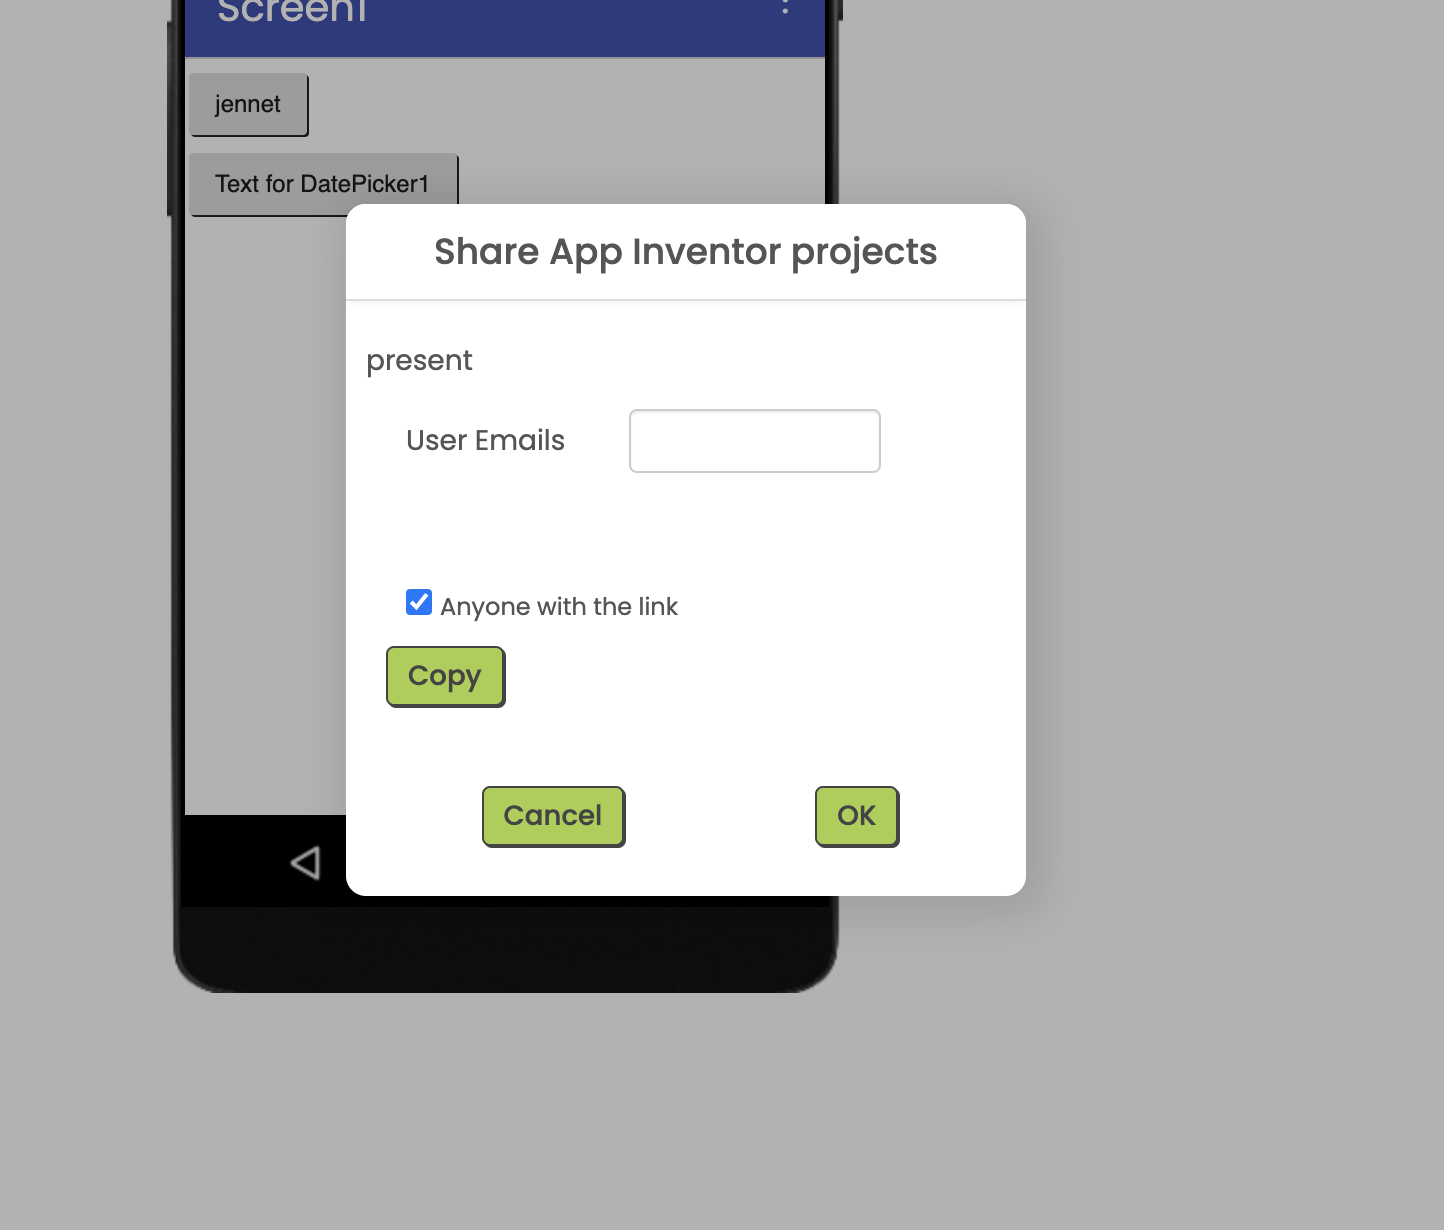 Screen1
jennet
Text for DatePicker1
Share App Inventor projects
present
User Emails
Anyone with the link
Copy
Cancel
OK